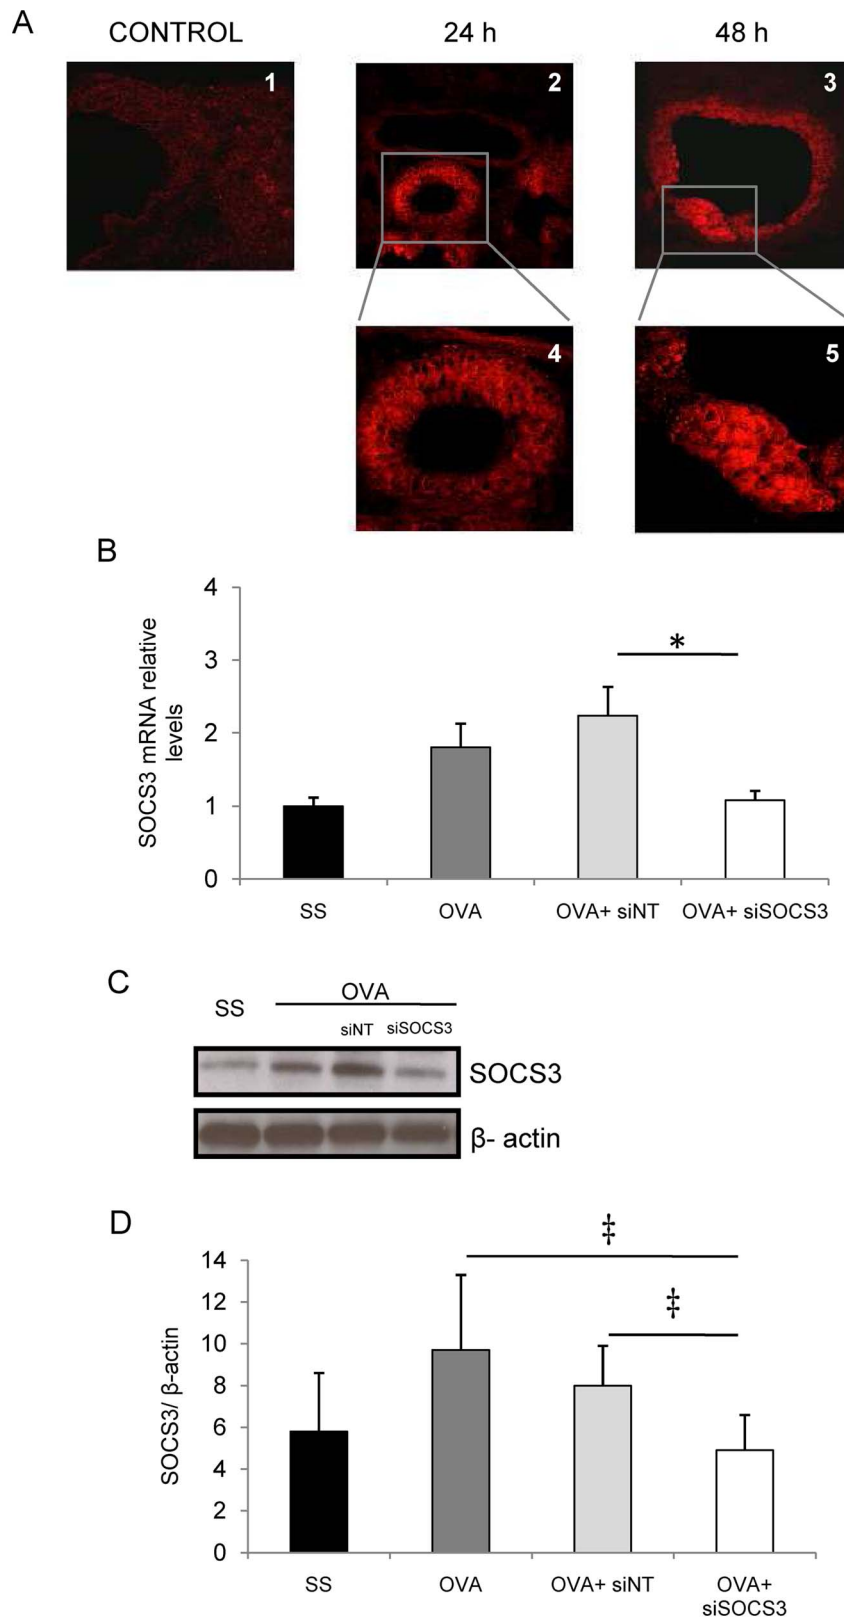 A
CONTROL 24 h 48 h
1 2 3
4 5
B
SOCS3 mRNA relative
levels
4
3
2
1
0
*
SS OVA OVA+ siNT OVA+ siSOCS3
C
SS OVA
siNT siSOCS3
SOCS3
β- actin
D
SOCS3/ β-actin
14
12
10
8
6
4
2
0
‡
‡
SS OVA OVA+ siNT OVA+
siSOCS3